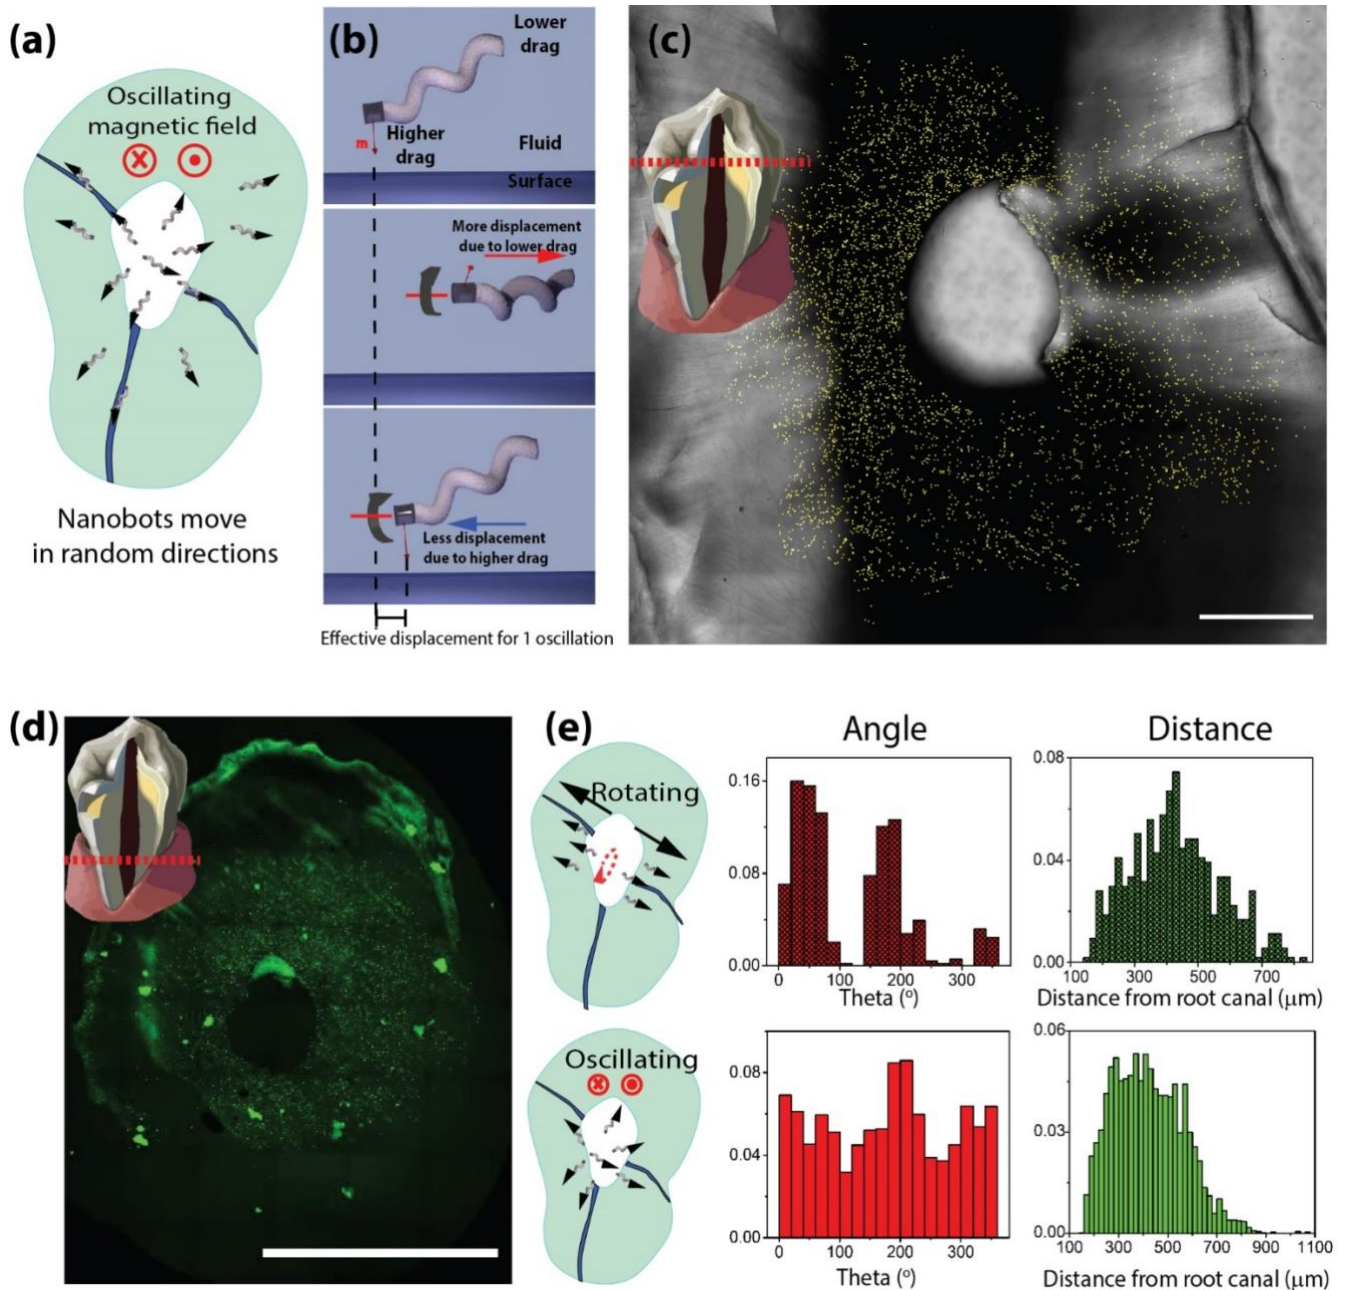 (a)
Oscillating
magnetic field
Nanobots move
in random directions
(b)
Lower
drag
m
Higher
drag
Fluid
Surface
More displacement
due to lower drag
Less displacement
due to higher drag
Effective displacement for 1 oscillation
(c)
(d)
(e)
Angle
Distance
Rotating
0.16
0.08
0.00
0 100 200 300
Theta (º)
0.08
0.04
0.00
100 300 500 700
Distance from root canal (μm)
Oscillating
0.08
0.04
0.00
0 100 200 300
Theta (º)
0.06
0.03
0.00
100 300 500 700 900 1100
Distance from root canal (μm)